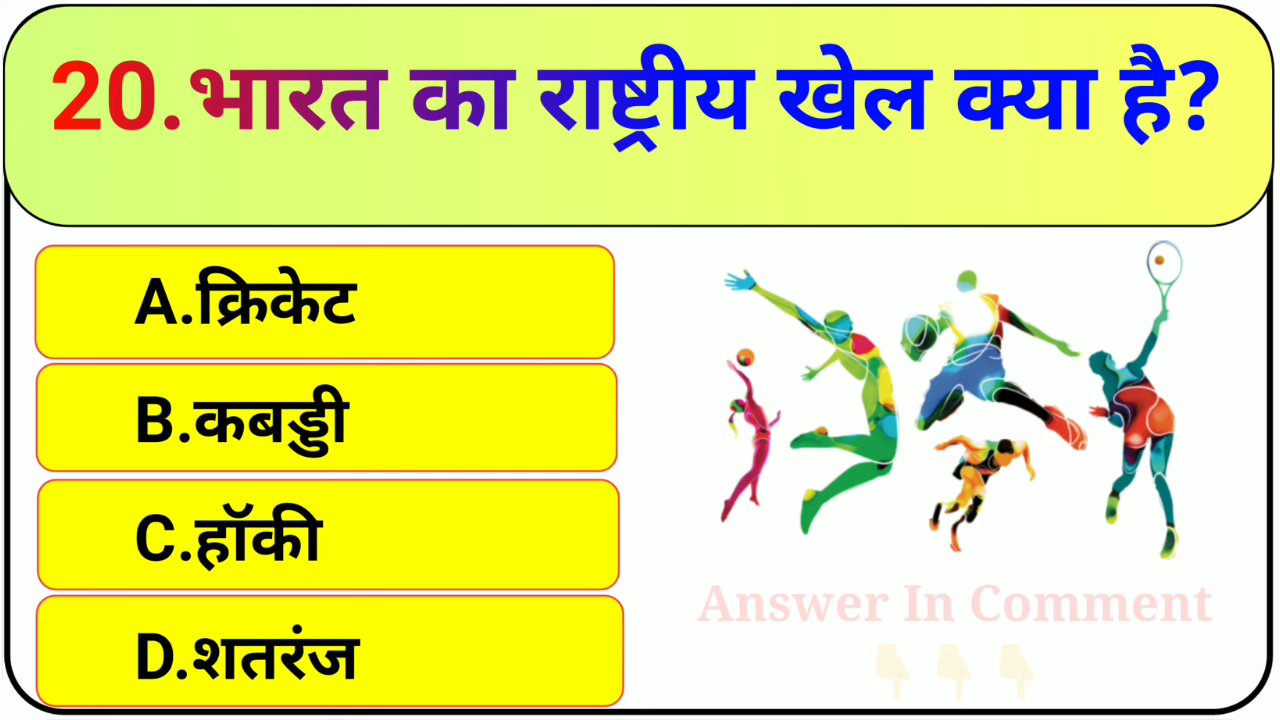 20.भारत का राष्ट्रीय खेल क्या है?
A.क्रिकेट
B.कबड्डी
C.हॉकी
D.शतरंज
Answer In Comment